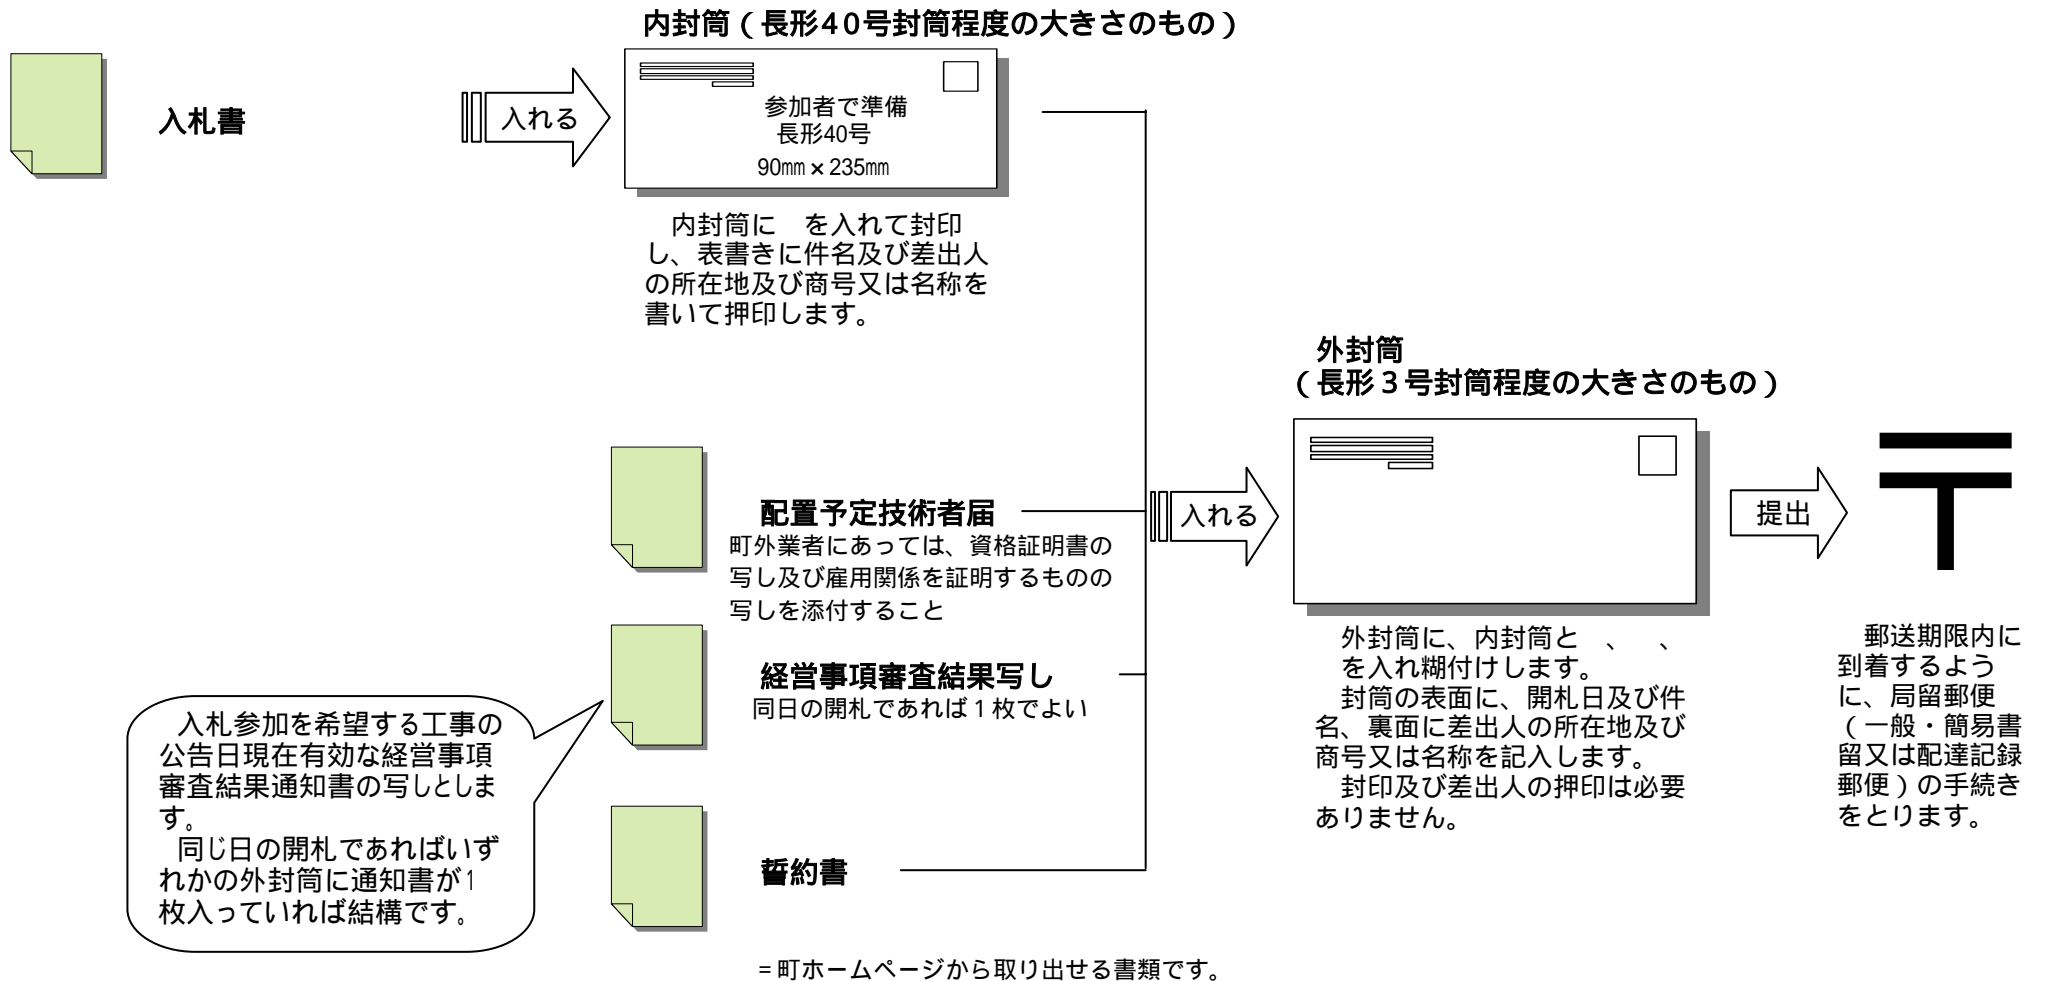 内封筒（長形40号封筒程度の大きさのもの）
入札書
入れる
参加者で準備
長形40号
90㎜×235㎜
内封筒に　を入れて封印
し、表書きに件名及び差出人
の所在地及び商号又は名称を
書いて押印します。
外封筒
（長形３号封筒程度の大きさのもの）
配置予定技術者届
町外業者にあっては、資格証明書の
写し及び雇用関係を証明するものの
写しを添付すること
入れる
提出
〒
経営事項審査結果写し
同日の開札であれば１枚でよい
入札参加を希望する工事の
公告日現在有効な経営事項
審査結果通知書の写しとしま
す。
同じ日の開札であればいず
れかの外封筒に通知書が1
枚入っていれば結構です。
誓約書
外封筒に、内封筒と　、　、
を入れ糊付けします。
封筒の表面に、開札日及び件
名、裏面に差出人の所在地及び
商号又は名称を記入します。
封印及び差出人の押印は必要
ありません。
郵送期限内に
到着するよう
に、局留郵便
（一般・簡易書
留又は配達記録
郵便）の手続き
をとります。
=町ホームページから取り出せる書類です。